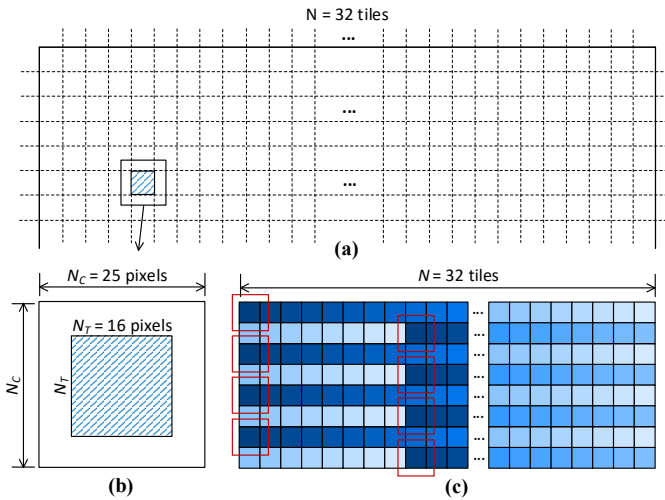 N = 32 tiles
...
...
...
(a)
N_C = 25 pixels
N_C
N_T = 16 pixels
N_T
(b)
N = 32 tiles
...
...
...
...
...
...
...
...
(c)